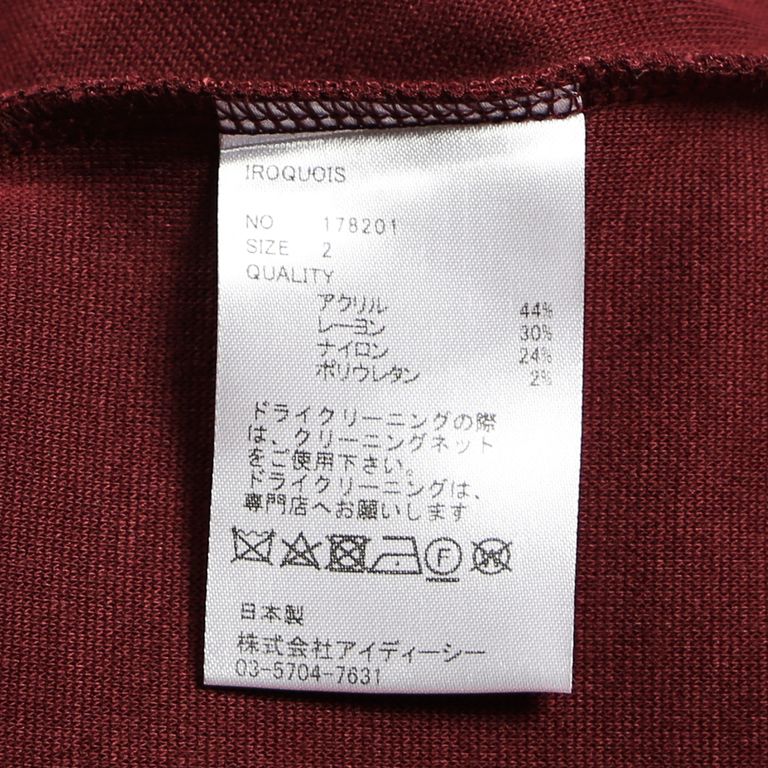 IROQUOIS
NO 178201
SIZE 2
QUALITY
アクリル 44%
レーヨン 30%
ナイロン 24%
ポリウレタン 2%
ドライクリーニングの際
は、クリーニングネット
をご使用下さい。
ドライクリーニングは、
専門店へお願いします
F W
日本製
株式会社アイディーシー
03-5704-7631